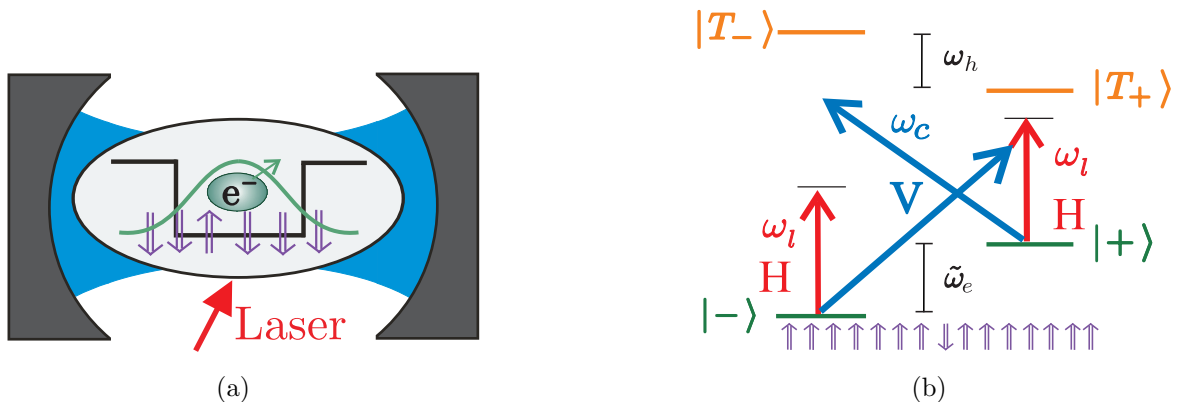 e⁻
Laser
(a)
|T₋⟩
ω_h
|T₊⟩
ω_c
ω_l
V
ω_l
H
H
|+⟩
ω̃_e
|−⟩
(b)